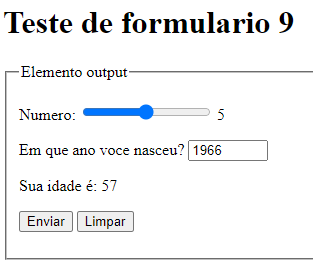 Teste de formulario 9
Elemento output
Numero: 5
Em que ano voce nasceu? 1966
Sua idade é: 57
Enviar Limpar